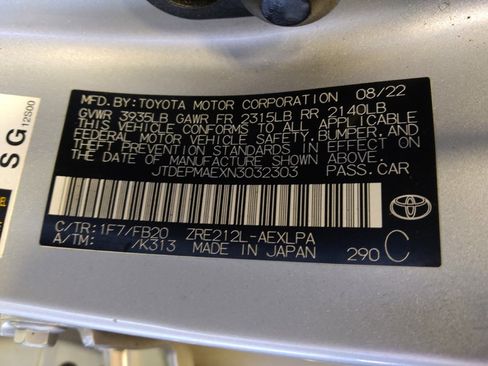 MFD.BY:TOYOTA MOTOR CORPORATION 08/22
GVWR 3935LB GAWR FR 2315LB RR 2140LB
THIS VEHICLE CONFORMS TO ALL APPLICABLE
FEDERAL MOTOR VEHICLE SAFETY, BUMPER, AND
THEFT PREVENTION STANDARDS IN EFFECT ON
THE DATE OF MANUFACTURE SHOWN ABOVE.
JTDEPMAEXN3032303 PASS.CAR
C/TR:1F7/FB20 ZRE212L-AEXLPA
A/TM: /K313 MADE IN JAPAN 290 C
SG
12S00